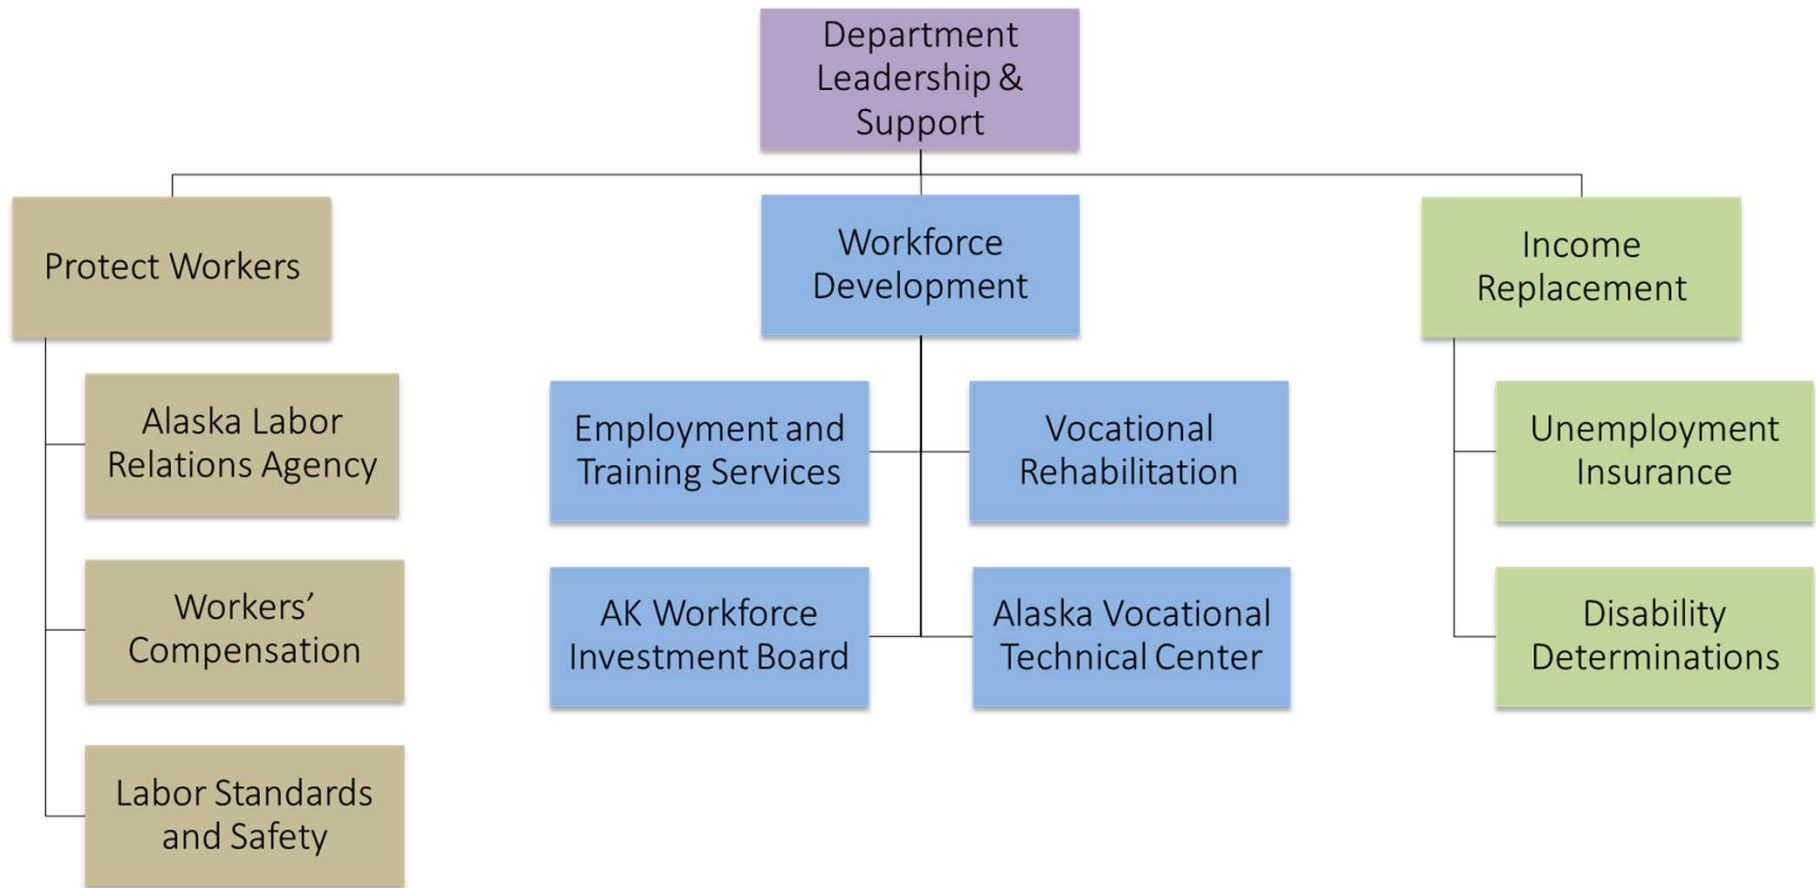 Department
Leadership &
Support
Protect Workers
Workforce
Development
Income
Replacement
Alaska Labor
Relations Agency
Workers’
Compensation
Labor Standards
and Safety
Employment and
Training Services
Vocational
Rehabilitation
AK Workforce
Investment Board
Alaska Vocational
Technical Center
Unemployment
Insurance
Disability
Determinations